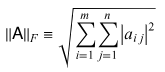 ‖A‖_F ≡ √(∑_{i=1}^{m} ∑_{j=1}^{n} |a_{ij}|²)